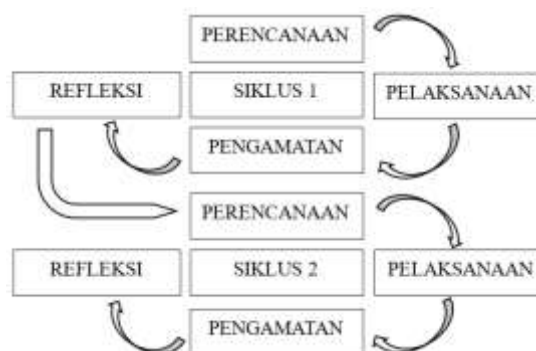 PERENCANAAN
REFLEKSI
SIKLUS 1
PELAKSANAAN
PENGAMATAN
PERENCANAAN
REFLEKSI
SIKLUS 2
PELAKSANAAN
PENGAMATAN